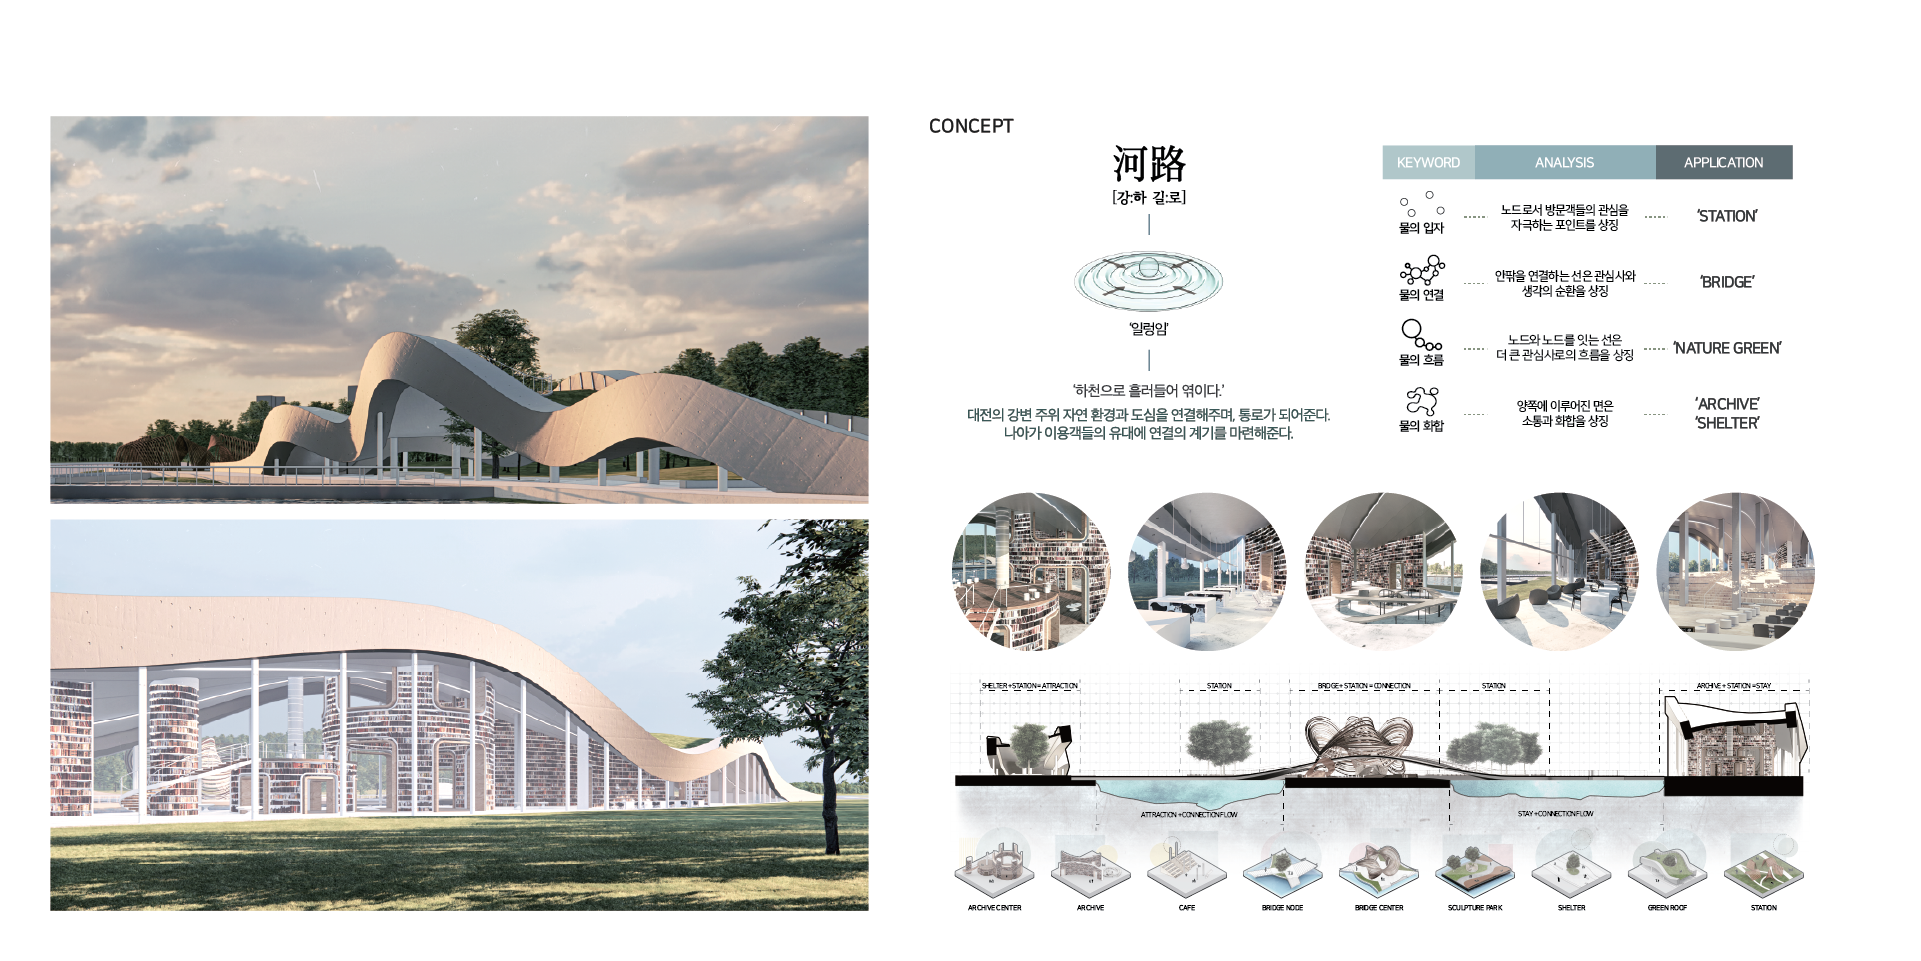 CONCEPT
河路
[강:하 길:로]
'일렁임'
'하천으로 흘러들어 엮이다.'
대전의 강변 주위 자연 환경과 도심을 연결해주며, 통로가 되어준다.
나아가 이용객들의 유대에 연결의 계기를 마련해준다.
KEYWORD ANALYSIS APPLICATION
물의 입자
노드로서 방문객들의 관심을
자극하는 포인트를 상징
'STATION'
물의 연결
안팎을 연결하는 선은 관심사와
생각의 순환을 상징
'BRIDGE'
물의 흐름
노드와 노드를 잇는 선은
더 큰 관심사로의 흐름을 상징
'NATURE GREEN'
물의 화합
양쪽에 이루어진 면은
소통과 화합을 상징
'ARCHIVE'
'SHELTER'
SHELTER + STATION = ATTRACTION
STATION
BRIDGE + STATION = CONNECTION
STATION
ARCHIVE + STATION = STAY
ATTRACTION + CONNECTION FLOW
STAY + CONNECTION FLOW
ARCHIVE CENTER
ARCHIVE
CAFE
BRIDGE NODE
BRIDGE CENTER
SCULPTURE PARK
SHELTER
GREEN ROOF
STATION